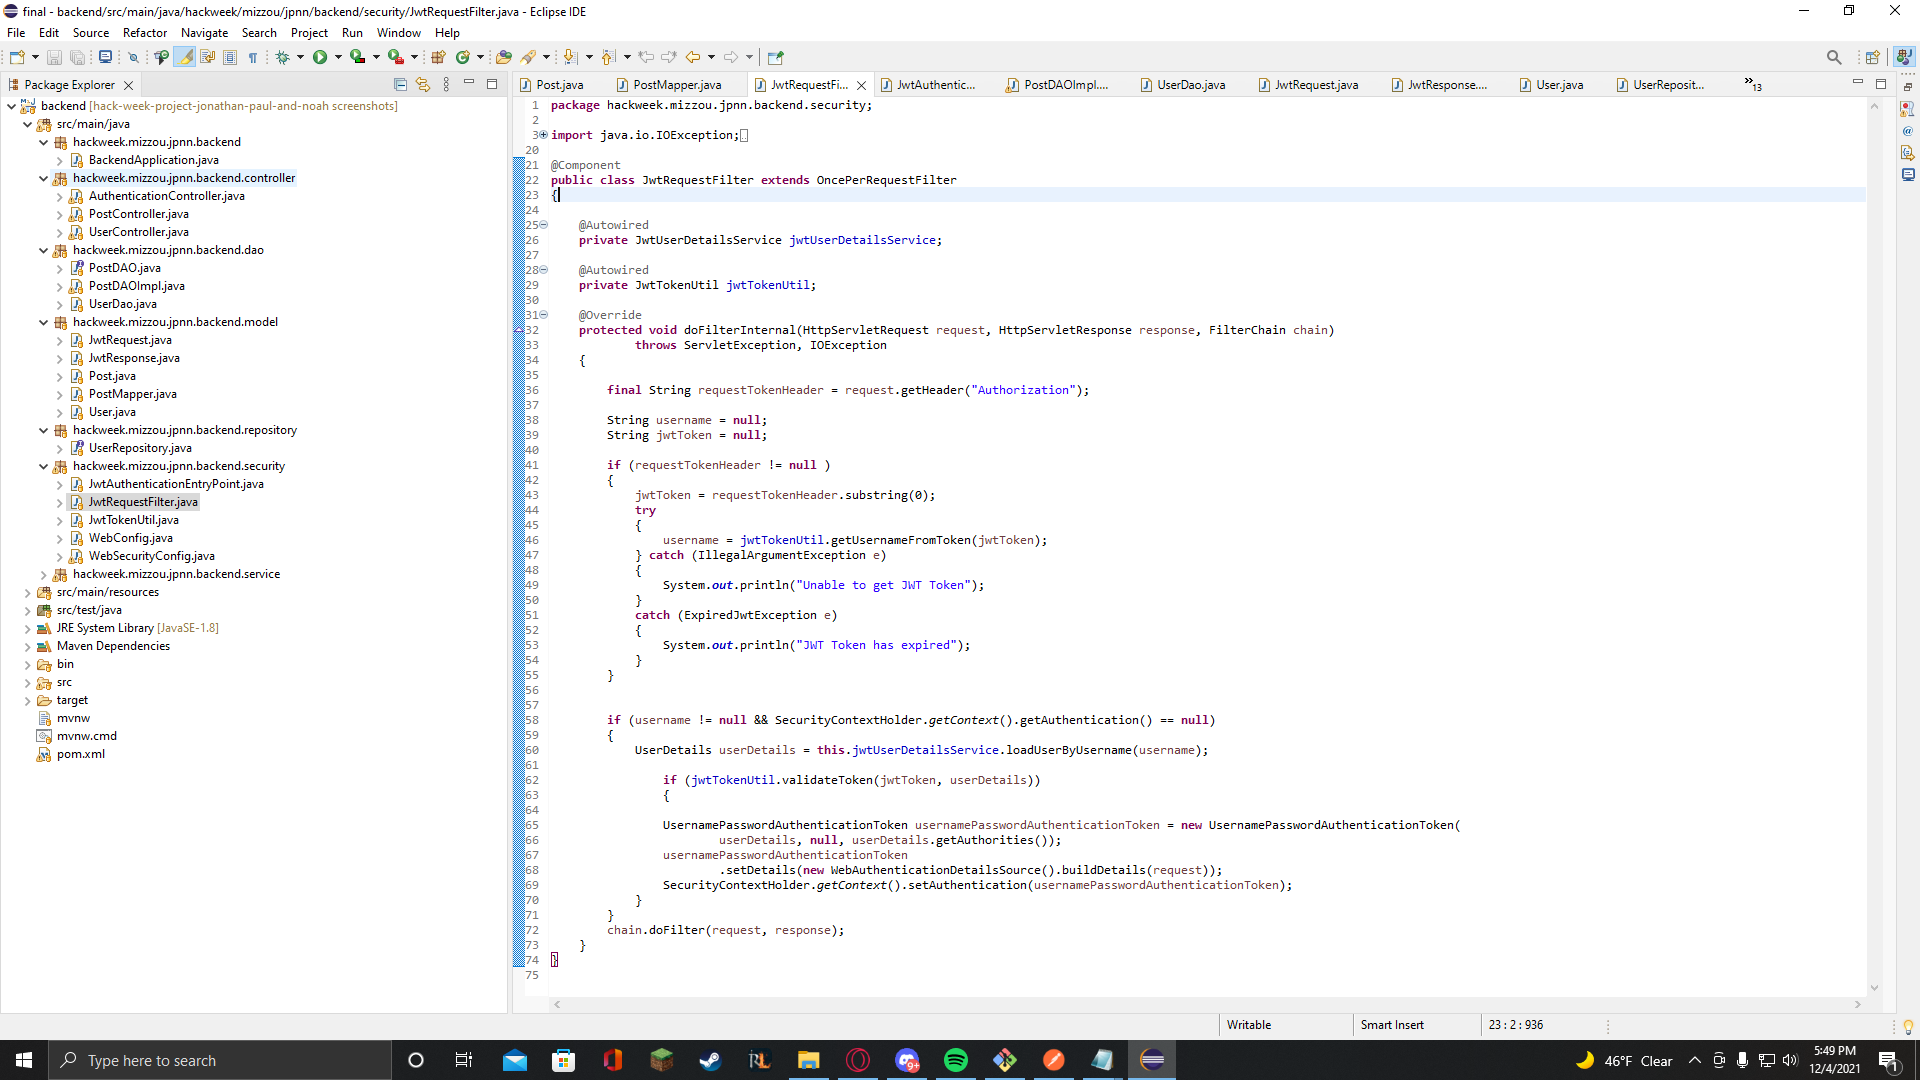 final - backend/src/main/java/hackweek/mizzou/jpnn/backend/security/JwtRequestFilter.java - Eclipse IDE
File Edit Source Refactor Navigate Search Project Run Window Help
Package Explorer
backend [hack-week-project-jonathan-paul-and-noah screenshots]
src/main/java
hackweek.mizzou.jpnn.backend
BackendApplication.java
hackweek.mizzou.jpnn.backend.controller
AuthenticationController.java
PostController.java
UserController.java
hackweek.mizzou.jpnn.backend.dao
PostDAO.java
PostDAOImpl.java
UserDao.java
hackweek.mizzou.jpnn.backend.model
JwtRequest.java
JwtResponse.java
Post.java
PostMapper.java
User.java
hackweek.mizzou.jpnn.backend.repository
UserRepository.java
hackweek.mizzou.jpnn.backend.security
JwtAuthenticationEntryPoint.java
JwtRequestFilter.java
JwtTokenUtil.java
WebConfig.java
WebSecurityConfig.java
hackweek.mizzou.jpnn.backend.service
src/main/resources
src/test/java
JRE System Library [JavaSE-1.8]
Maven Dependencies
bin
src
target
mvnw
mvnw.cmd
pom.xml
Post.java PostMapper.java JwtRequestFi... JwtAuthentic... PostDAOImpl.... UserDao.java JwtRequest.java JwtResponse.... User.java UserReposit... »13
1 package hackweek.mizzou.jpnn.backend.security;
2
3 import java.io.IOException;
20
21 @Component
22 public class JwtRequestFilter extends OncePerRequestFilter
23 {
24
25 @Autowired
26 private JwtUserDetailsService jwtUserDetailsService;
27
28 @Autowired
29 private JwtTokenUtil jwtTokenUtil;
30
31 @Override
32 protected void doFilterInternal(HttpServletRequest request, HttpServletResponse response, FilterChain chain)
33 throws ServletException, IOException
34 {
35
36 final String requestTokenHeader = request.getHeader("Authorization");
37
38 String username = null;
39 String jwtToken = null;
40
41 if (requestTokenHeader != null )
42 {
43 jwtToken = requestTokenHeader.substring(0);
44 try
45 {
46 username = jwtTokenUtil.getUsernameFromToken(jwtToken);
47 } catch (IllegalArgumentException e)
48 {
49 System.out.println("Unable to get JWT Token");
50 }
51 catch (ExpiredJwtException e)
52 {
53 System.out.println("JWT Token has expired");
54 }
55 }
56
57
58 if (username != null && SecurityContextHolder.getContext().getAuthentication() == null)
59 {
60 UserDetails userDetails = this.jwtUserDetailsService.loadUserByUsername(username);
61
62 if (jwtTokenUtil.validateToken(jwtToken, userDetails))
63 {
64
65 UsernamePasswordAuthenticationToken usernamePasswordAuthenticationToken = new UsernamePasswordAuthenticationToken(
66 userDetails, null, userDetails.getAuthorities());
67 usernamePasswordAuthenticationToken
68 .setDetails(new WebAuthenticationDetailsSource().buildDetails(request));
69 SecurityContextHolder.getContext().setAuthentication(usernamePasswordAuthenticationToken);
70 }
71 }
72 chain.doFilter(request, response);
73 }
74 }
75
Writable Smart Insert 23 : 2 : 936
Type here to search
46°F Clear
5:49 PM
12/4/2021